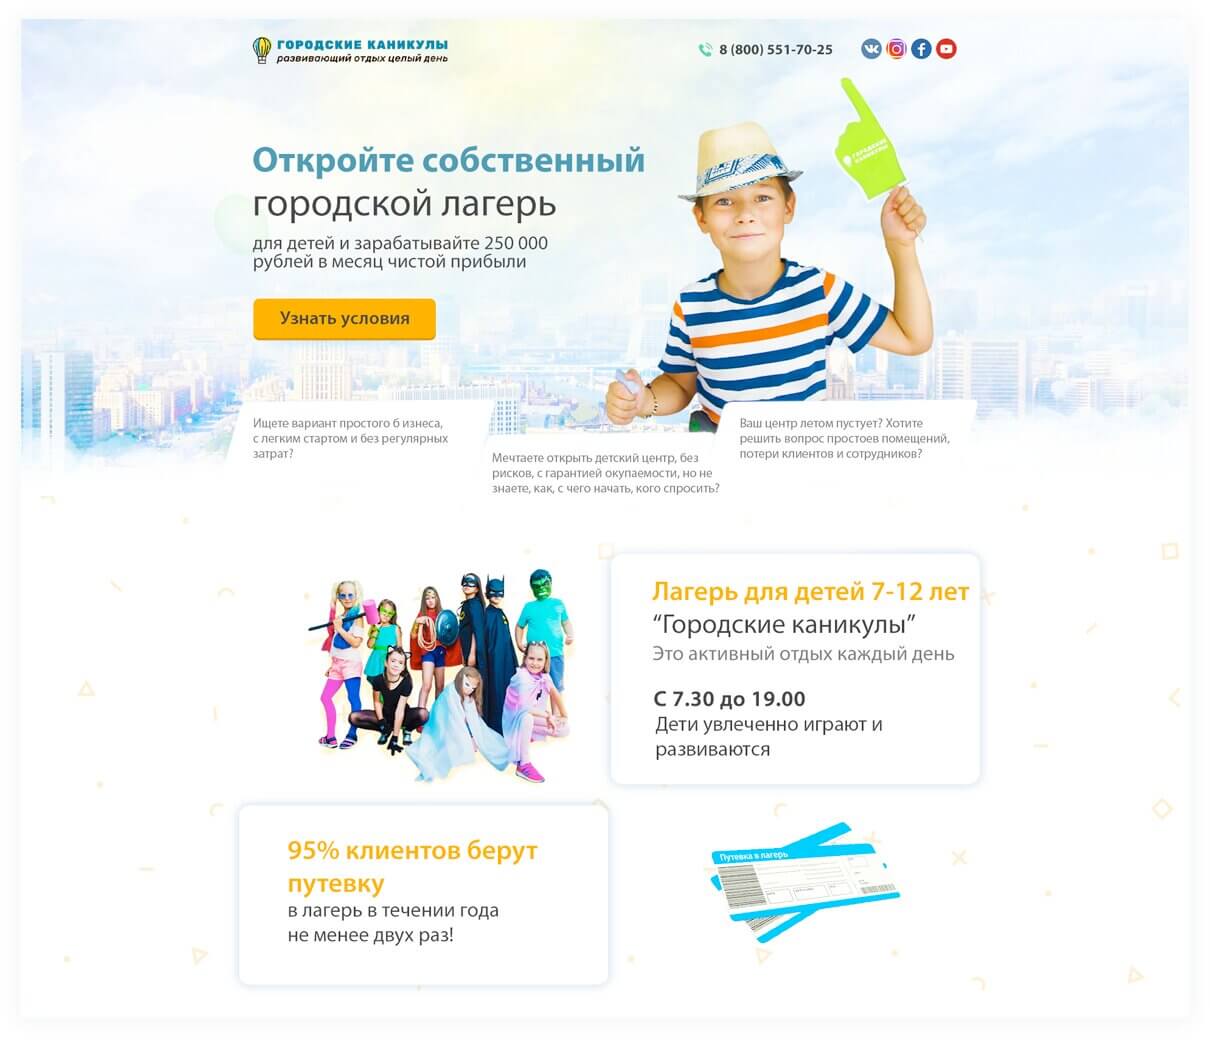 ГОРОДСКИЕ КАНИКУЛЫ
развивающий отдых целый день
8 (800) 551-70-25
ГОРОДСКИЕ
КАНИКУЛЫ
Откройте собственный
городской лагерь
для детей и зарабатывайте 250 000
рублей в месяц чистой прибыли
Узнать условия
Ищете вариант простого б изнеса,
с легким стартом и без регулярных
затрат?
Мечтаете открыть детский центр, без
рисков, с гарантией окупаемости, но не
знаете, как, с чего начать, кого спросить?
Ваш центр летом пустует? Хотите
решить вопрос простоев помещений,
потери клиентов и сотрудников?
Лагерь для детей 7-12 лет
“Городские каникулы”
Это активный отдых каждый день
С 7.30 до 19.00
Дети увлеченно играют и
развиваются
95% клиентов берут
путевку
в лагерь в течении года
не менее двух раз!
Путевка в лагерь